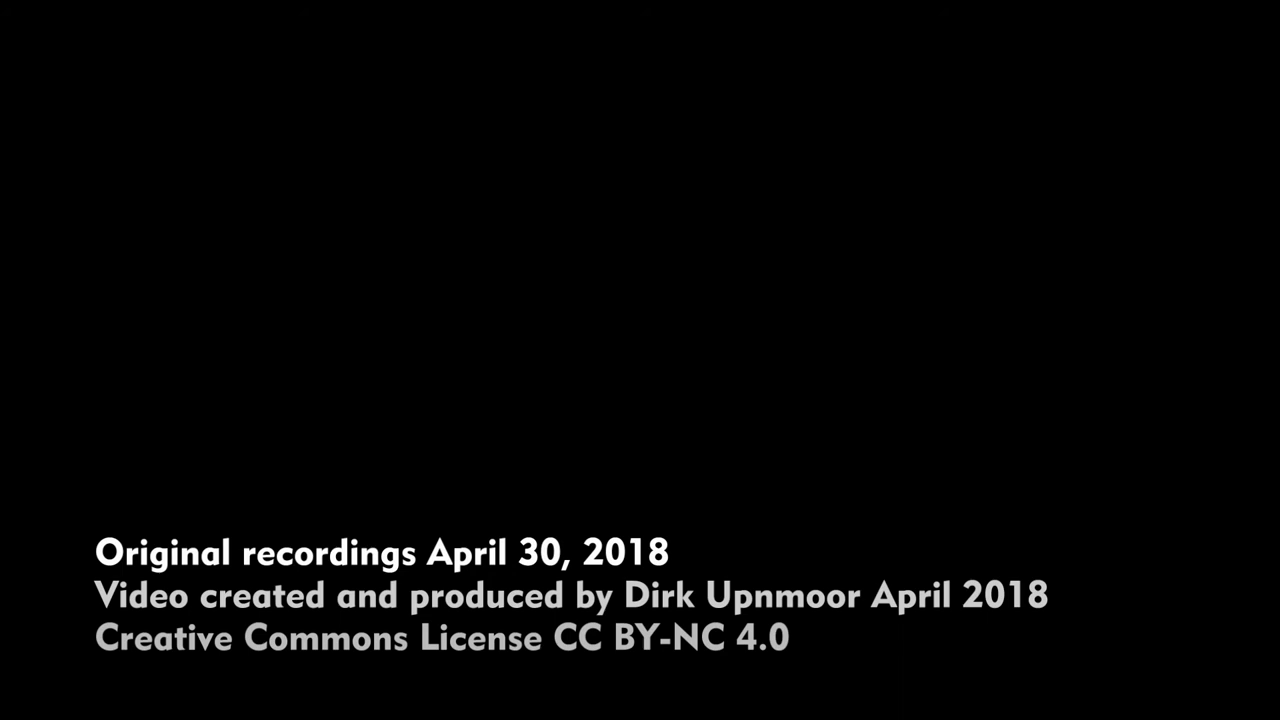 Original recordings April 30, 2018
Video created and produced by Dirk Upnmoor April 2018
Creative Commons License CC BY-NC 4.0